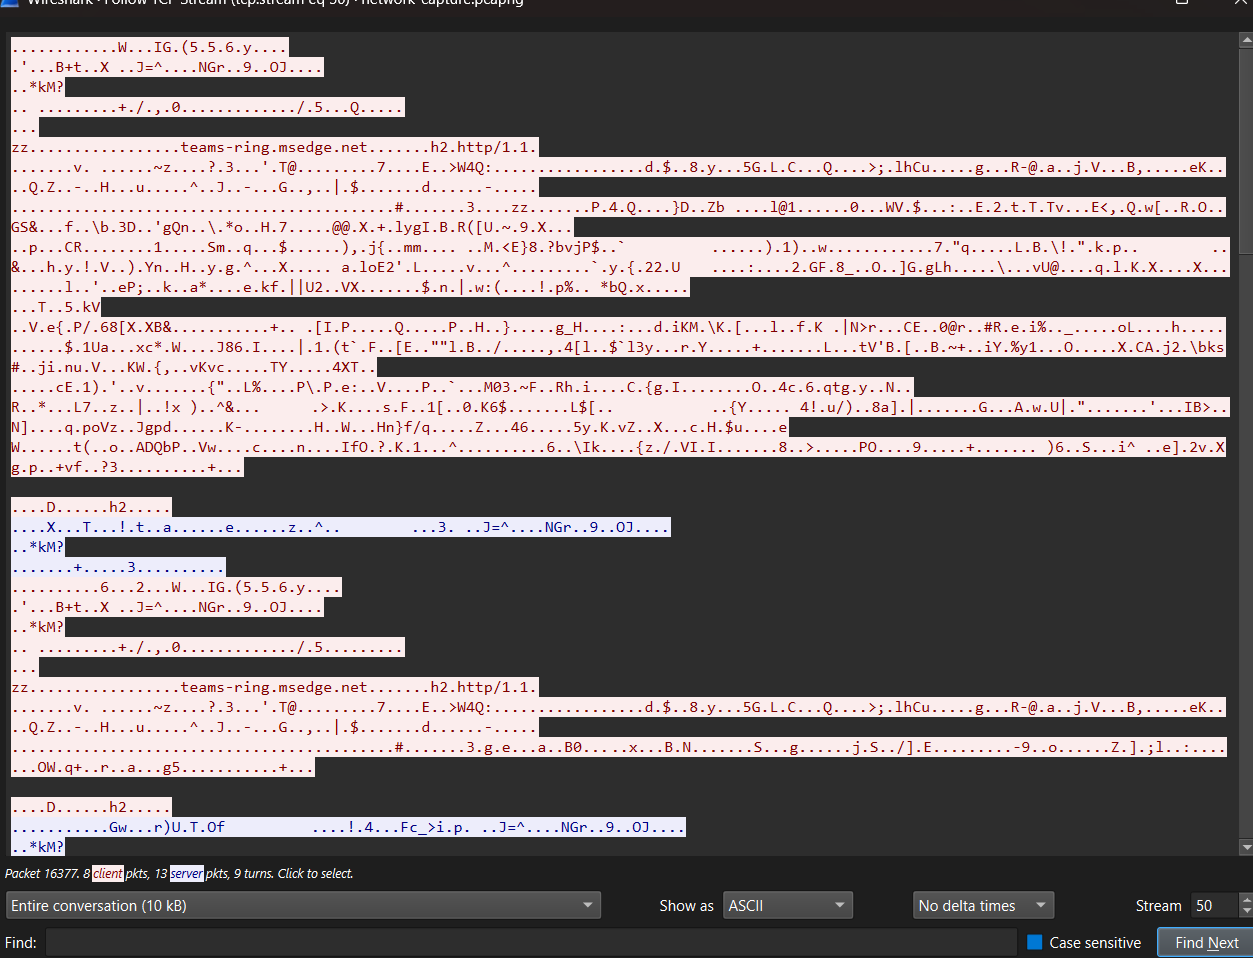 Wireshark · Follow TCP Stream (tcp.stream eq 50) · network-capture.pcapng
............W...IG.(5.5.6.y....
.'...B+t..X ..J=^....NGr..9..OJ....
..*kM?
.. .........+./.,.0............./.5...Q.....
...
zz.................teams-ring.msedge.net.......h2.http/1.1.
.......v. ......~z....?.3...'.T@.........7....E..>W4Q:.................d.$..8.y...5G.L.C...Q....>;.lhCu.....g...R-@.a..j.V...B,.....eK..
..Q.Z..-..H...u.....^..J..-...G..,..|.$.......d......-.....
...........................................#.......3....zz.......P.4.Q....}D..Zb ....l@1......0...WV.$...:..E.2.t.T.Tv...E<,.Q.w[..R.O..
GS&...f..\b.3D..'gQn..\.*o..H.7.....@@.X.+.lygI.B.R([U.~.9.X...
..p...CR........1.....Sm..q...$......),.j{..mm... ...M.<E}8.?bvjP$..` .....).1)..w............7."q.....L.B.\!.".k.p.. ..
&...h.y.!.V..).Yn..H..y.g.^...X..... a.loE2'.L.....v...^.........`.y.{.22.U ....:....2.GF.8_..O..]G.gLh.....\...vU@....q.l.K.X....X...
.......l..'..eP;..k..a*....e.kf.||U2..VX.......$.n.|.w:(....!.p%.. *bQ.x.....
...T..5.kV
..V.e{.P/.68[X.XB&...........+.. .[I.P.....Q.....P..H..}.....g_H....:...d.iKM.\K.[...l..f.K .|N>r...CE..0@r..#R.e.i%.._.....oL....h.....
.......$.1Ua...xc*.W....J86.I....|.1.(t`.F..[E..""l.B../.....,.4[l..$`l3y...r.Y.....+.......L...tV'B.[..B.~+..iY.%y1...O.....X.CA.j2.\bks
#..ji.nu.V...KW.{,..vKvc.....TY.....4XT..
.....cE.1).'..v.......{"..L%....P\.P.e:..V....P..`...M03.~F..Rh.i....C.{g.I........O..4c.6.qtg.y..N..
R..*...L7..z..|..!x )..^&... .>.K....s.F..1[..0.K6$.......L$[.. ..{Y..... 4!.u/)..8a].|.......G...A.w.U|.".......'...IB>..
N]....q.poVz..Jgpd......K-........H..W...Hn}f/q.....Z...46.....5y.K.vZ..X...c.H.$u....e
W......t(..o..ADQbP..Vw....c....n....IfO.?.K.1...^..........6..\Ik....{z./.VI.I.......8..>.....PO....9.....+....... )6..S...i^ ..e].2v.X
g.p..+vf..?3..........+...
....D......h2.....
....X...T...!.t..a......e......z..^.. ...3. ..J=^....NGr..9..OJ....
..*kM?
.......+.....3..........
..........6...2...W...IG.(5.5.6.y....
.'...B+t..X ..J=^....NGr..9..OJ....
..*kM?
.. .........+./.,.0............./.5.........
...
zz.................teams-ring.msedge.net.......h2.http/1.1.
.......v. ......~z....?.3...'.T@.........7....E..>W4Q:.................d.$..8.y...5G.L.C...Q....>;.lhCu.....g...R-@.a..j.V...B,.....eK..
..Q.Z..-..H...u.....^..J..-...G..,..|.$.......d......-.....
...........................................#.......3.g.e...a..B0.....x...B.N.......S...g......j.S../].E.........-9..o......Z.].;l..:....
...OW.q+..r..a...g5...........+...
....D......h2.....
...........Gw...r)U.T.Of ....!.4...Fc_>i.p. ..J=^....NGr..9..OJ....
..*kM?
Packet 16377. 8 client pkts, 13 server pkts, 9 turns. Click to select.
Entire conversation (10 kB) Show as ASCII No delta times Stream 50
Find: Case sensitive Find Next